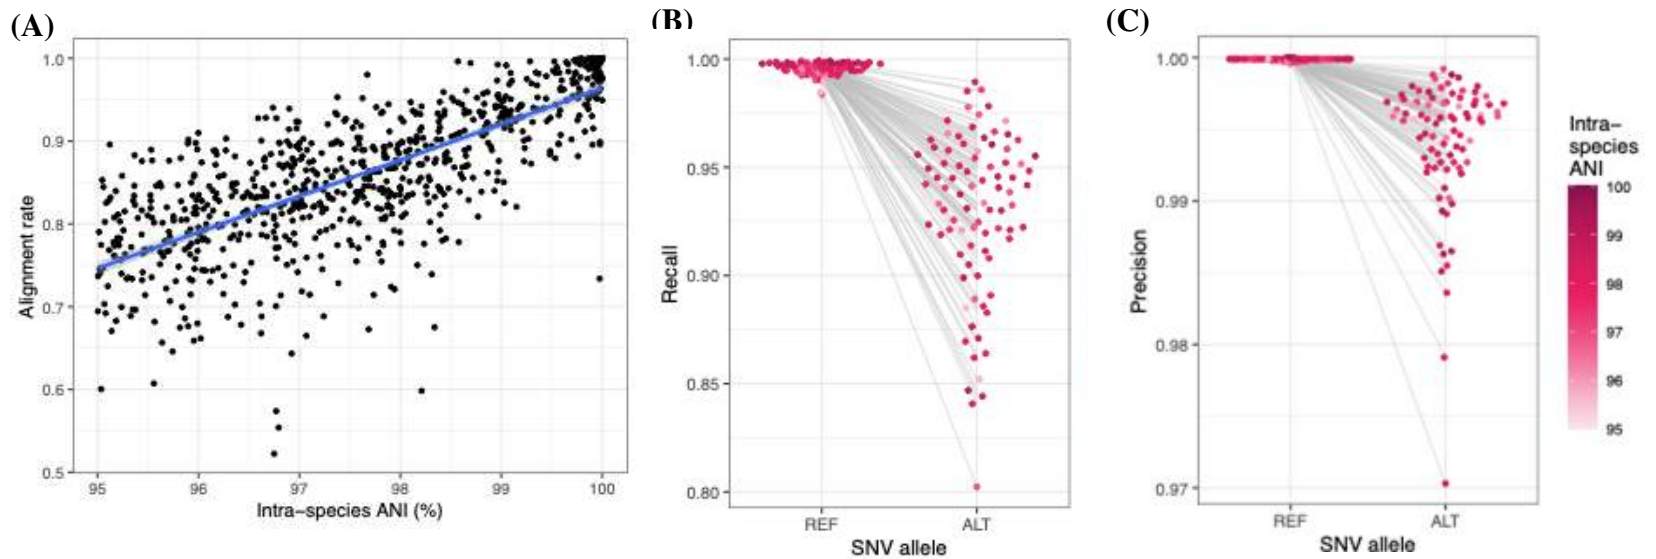 (A)
1.0
0.9
0.8
0.7
0.6
0.5
Alignment rate
95 96 97 98 99 100
Intra-species ANI (%)
(B)
1.00
0.95
0.90
0.85
0.80
Recall
REF ALT
SNV allele
(C)
1.00
0.99
0.98
0.97
Precision
REF ALT
SNV allele
Intra-
species
ANI
100
99
98
97
96
95